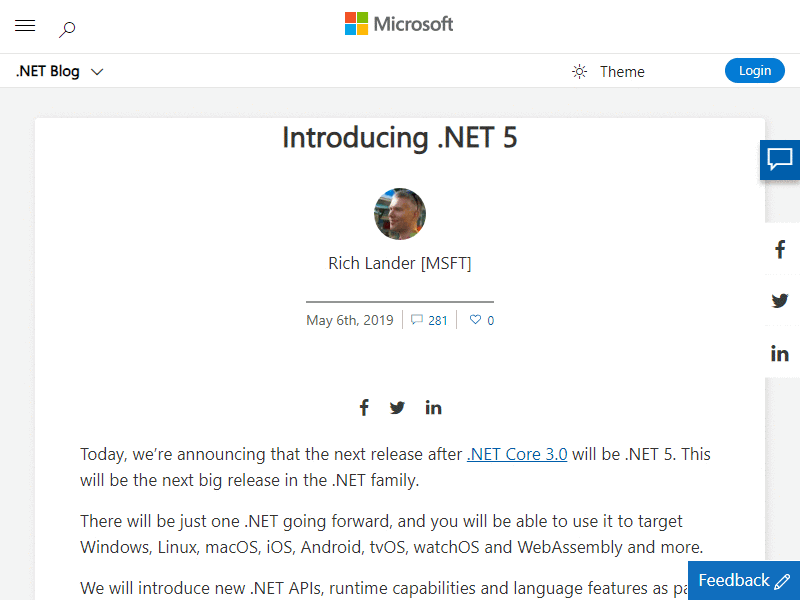 Microsoft
.NET Blog
Theme
Login
Introducing .NET 5
Rich Lander [MSFT]
May 6th, 2019
281
0
Today, we’re announcing that the next release after .NET Core 3.0 will be .NET 5. This
will be the next big release in the .NET family.
There will be just one .NET going forward, and you will be able to use it to target
Windows, Linux, macOS, iOS, Android, tvOS, watchOS and WebAssembly and more.
We will introduce new .NET APIs, runtime capabilities and language features as
Feedback